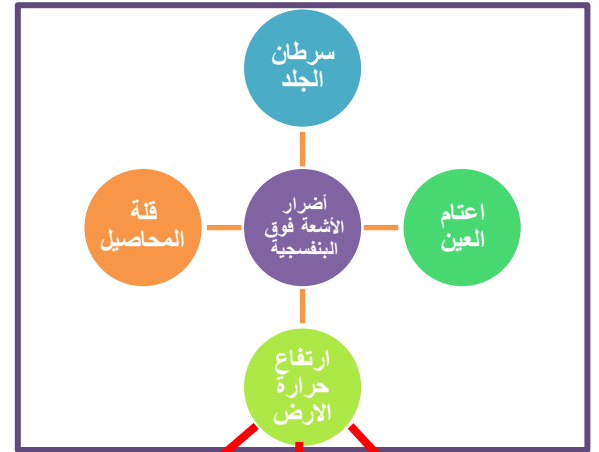 سرطان
الجلد
قلة
المحاصيل
أضرار
الأشعة فوق
البنفسجية
اعتام
العين
ارتفاع
حرارة
الارض